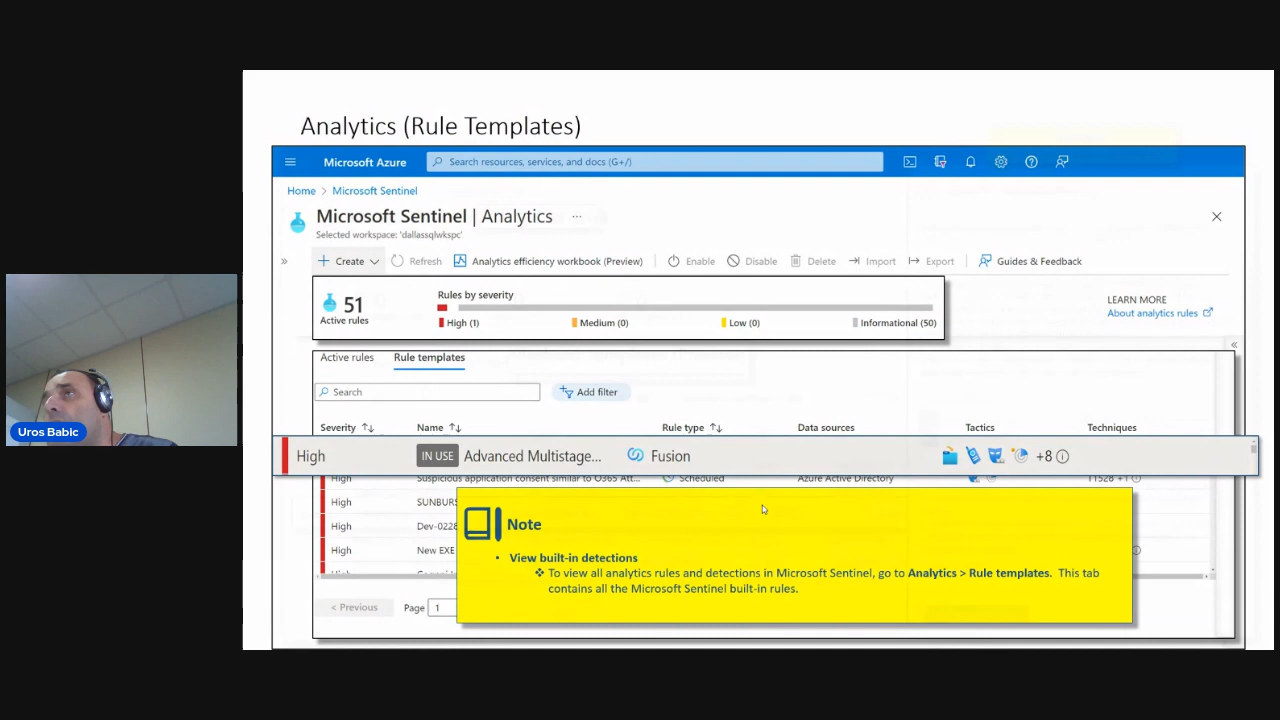 Analytics (Rule Templates)
Microsoft Azure
Search resources, services, and docs (G+/)
Home > Microsoft Sentinel
Microsoft Sentinel | Analytics ...
Selected workspace: 'dallassqlwkspc'
» + Create Refresh Analytics efficiency workbook (Preview) Enable Disable Delete Import Export Guides & Feedback
51
Active rules
Rules by severity
High (1) Medium (0) Low (0) Informational (50)
LEARN MORE
About analytics rules
«
Active rules Rule templates
Search
Add filter
Severity ↑↓ Name ↑↓ Rule type ↑↓ Data sources Tactics Techniques
High IN USE Advanced Multistage... Fusion +8
High Suspicious application consent similar to O365 Att... Scheduled Azure Active Directory T1528 +1
High SUNBURS
High Dev-0228
High New EXE
High
< Previous Page 1
Note
• View built-in detections
❖ To view all analytics rules and detections in Microsoft Sentinel, go to Analytics > Rule templates. This tab
contains all the Microsoft Sentinel built-in rules.
Uros Babic